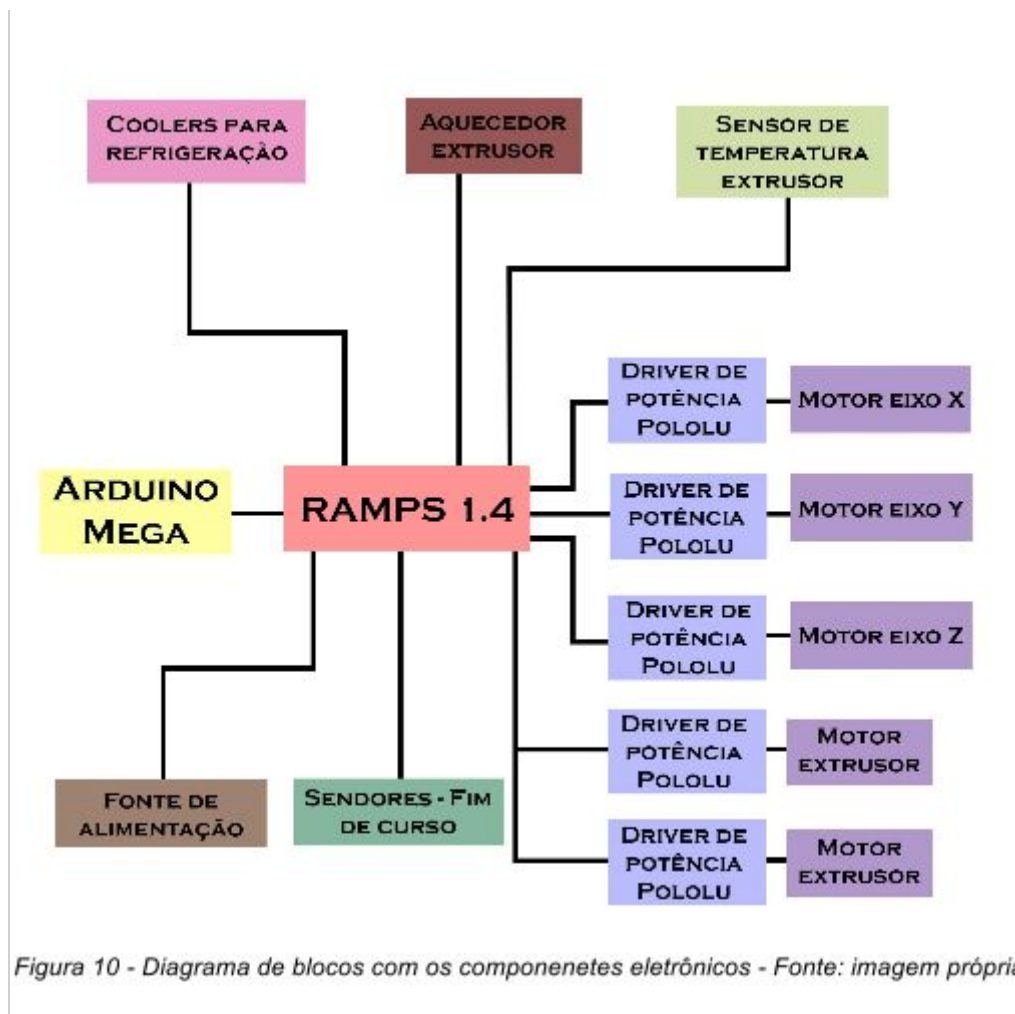 COOLERS PARA
REFRIGERAÇÃO
AQUECEDOR
EXTRUSOR
SENSOR DE
TEMPERATURA
EXTRUSOR
DRIVER DE
POTÊNÇIA
POLOLU
MOTOR EIXO X
ARDUINO
MEGA
RAMPS 1.4
DRIVER DE
POTÊNCIA
POLOLU
MOTOR EIXO Y
DRIVER DE
POTÊNCIA
POLOLU
MOTOR EIXO Z
DRIVER DE
POTÊNCIA
POLOLU
MOTOR
EXTRUSOR
FONTE DE
ALIMENTAÇÃO
SENDORES - FIM
DE CURSO
DRIVER DE
POTÊNCIA
POLOLU
MOTOR
EXTRUSOR
Figura 10 - Diagrama de blocos com os componenetes eletrônicos - Fonte: imagem própria